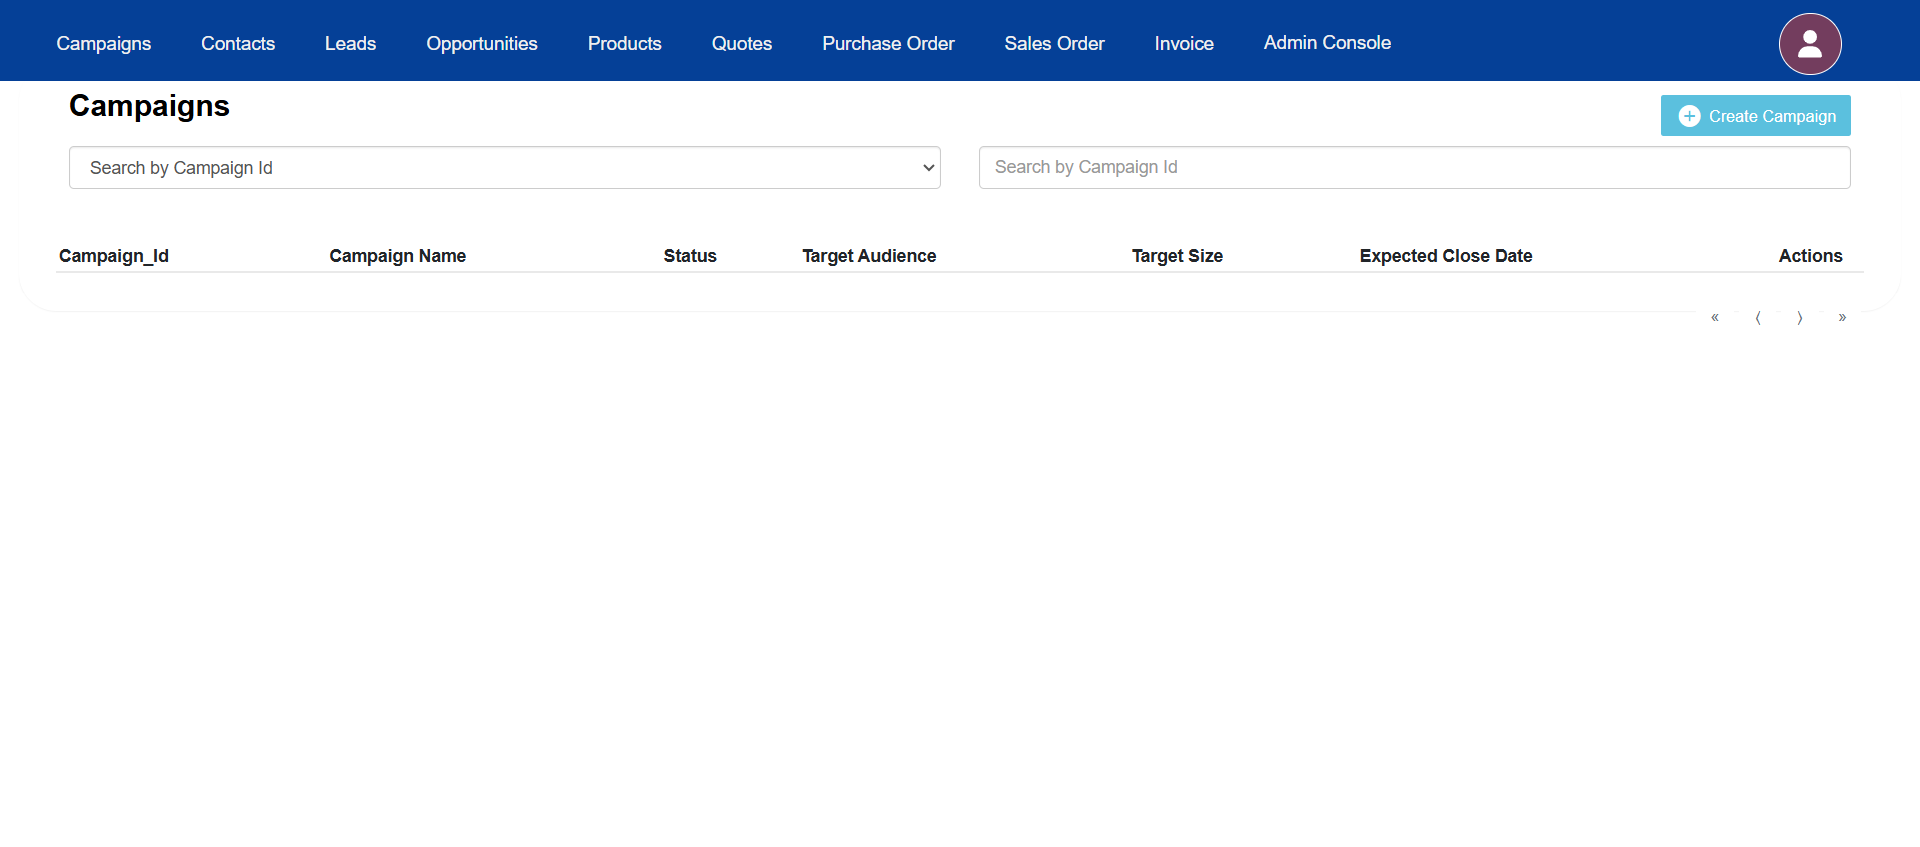 Campaigns Contacts Leads Opportunities Products Quotes Purchase Order Sales Order Invoice Admin Console
Campaigns
Create Campaign
Search by Campaign Id Search by Campaign Id
Campaign_Id Campaign Name Status Target Audience Target Size Expected Close Date Actions
« ⟨ ⟩ »